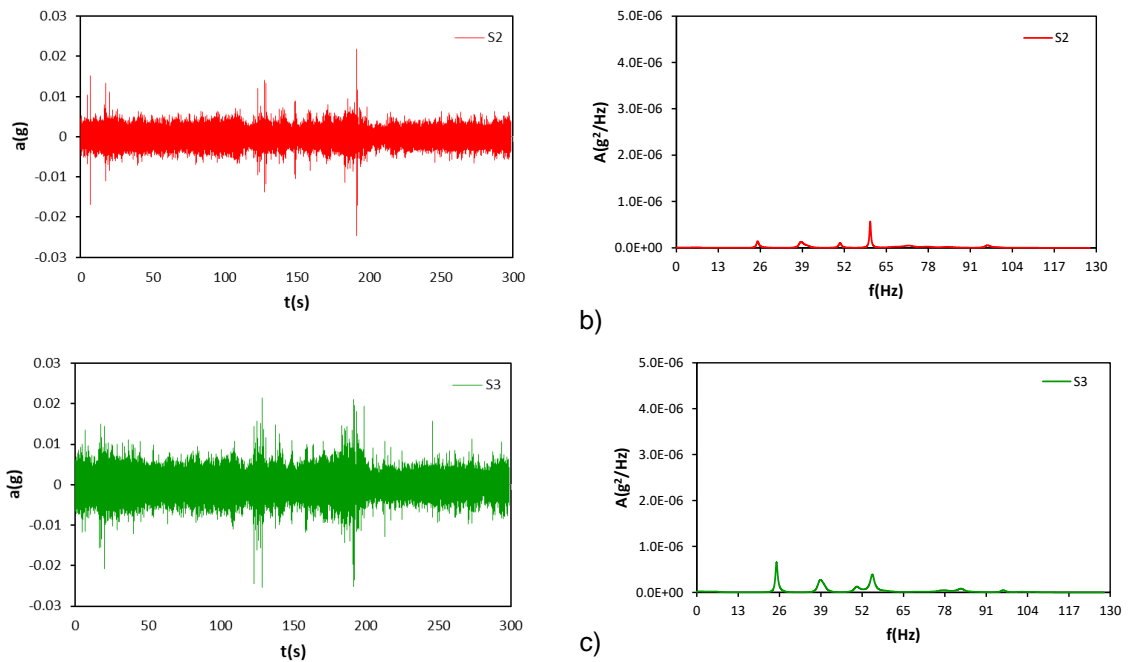 0.03
0.02
0.01
0
-0.01
-0.02
-0.03
a(g)
0 50 100 150 200 250 300
t(s)
S2
5.0E-06
4.0E-06
3.0E-06
2.0E-06
1.0E-06
0.0E+00
A(g²/Hz)
0 13 26 39 52 65 78 91 104 117 130
f(Hz)
S2
b)
0.03
0.02
0.01
0
-0.01
-0.02
-0.03
a(g)
0 50 100 150 200 250 300
t(s)
S3
5.0E-06
4.0E-06
3.0E-06
2.0E-06
1.0E-06
0.0E+00
A(g²/Hz)
0 13 26 39 52 65 78 91 104 117 130
f(Hz)
S3
c)